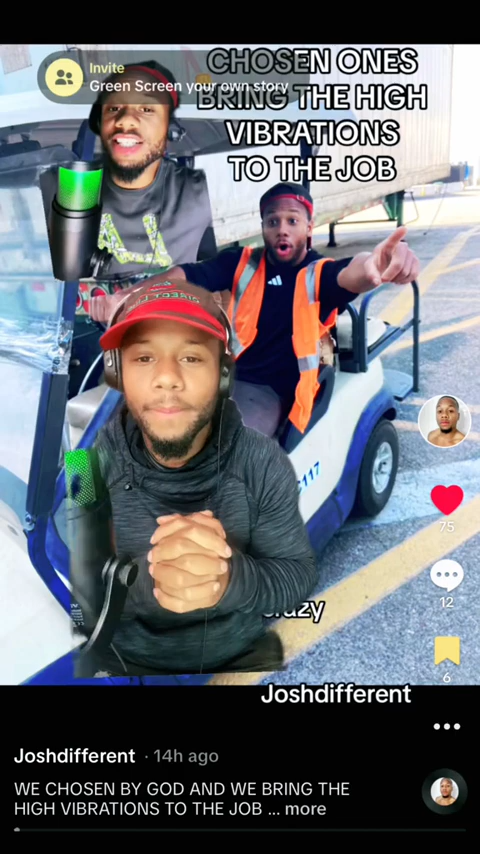 Invite
Green Screen your own story
CHOSEN ONES
BRING THE HIGH
VIBRATIONS
TO THE JOB
C117
75
12
6
Joshdifferent
Joshdifferent · 14h ago
WE CHOSEN BY GOD AND WE BRING THE
HIGH VIBRATIONS TO THE JOB ... more